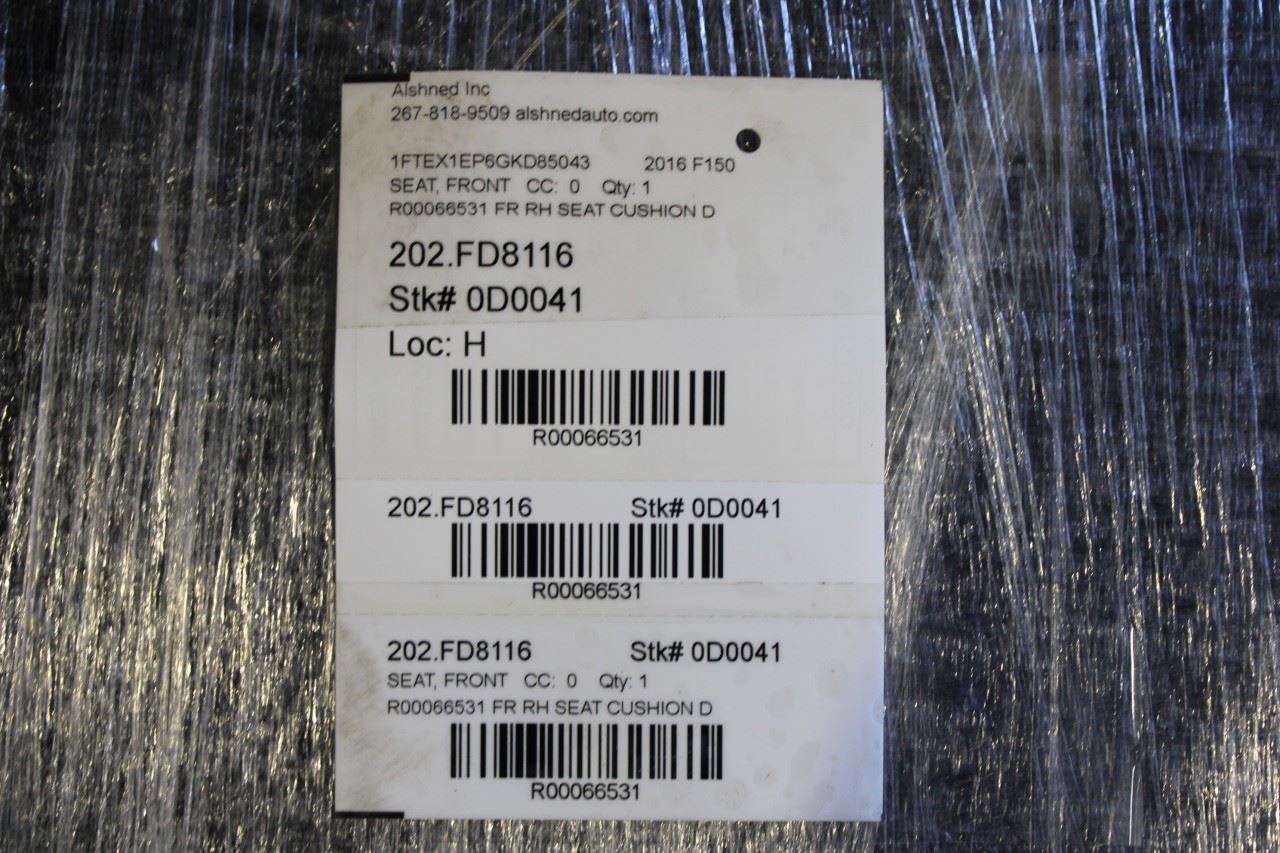 Alshned Inc
267-818-9509 alshnedauto.com
1FTEX1EP6GKD85043 2016 F150
SEAT, FRONT CC: 0 Qty: 1
R00066531 FR RH SEAT CUSHION D
202.FD8116
Stk# 0D0041
Loc: H
R00066531
202.FD8116 Stk# 0D0041
R00066531
202.FD8116 Stk# 0D0041
SEAT, FRONT CC: 0 Qty: 1
R00066531 FR RH SEAT CUSHION D
R00066531